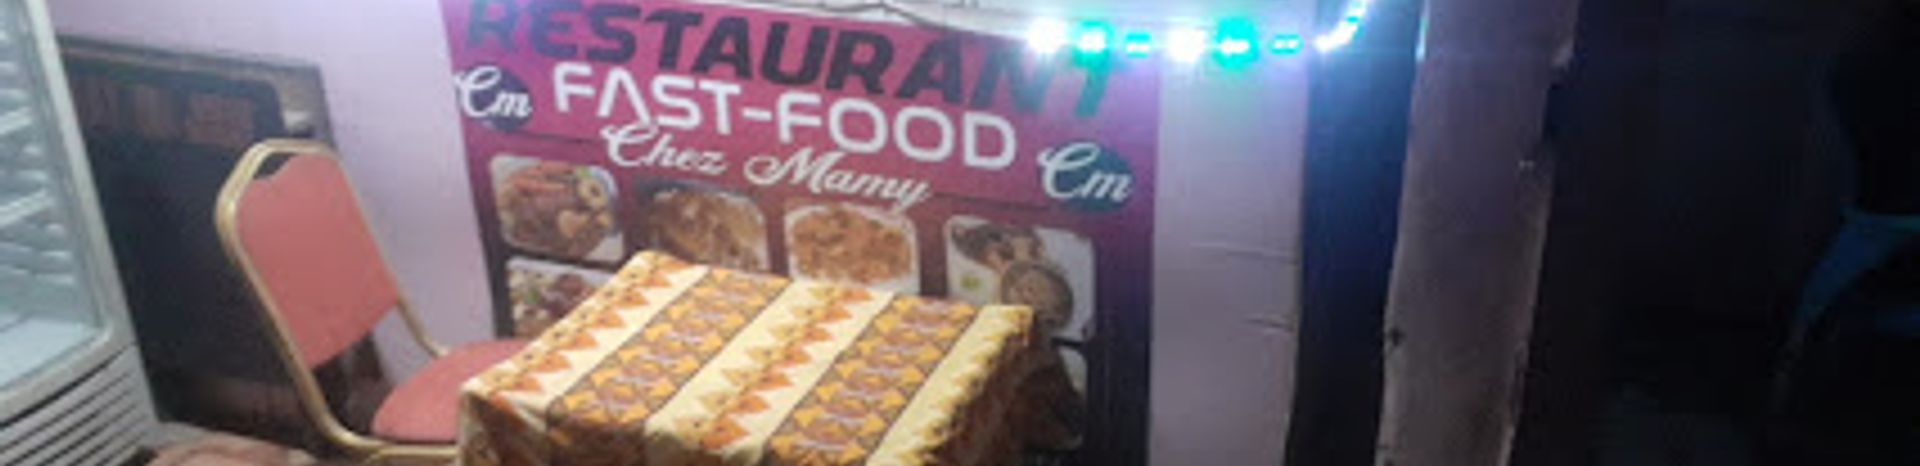 RESTAURANT
Cm FAST-FOOD
Chez Mamy Cm